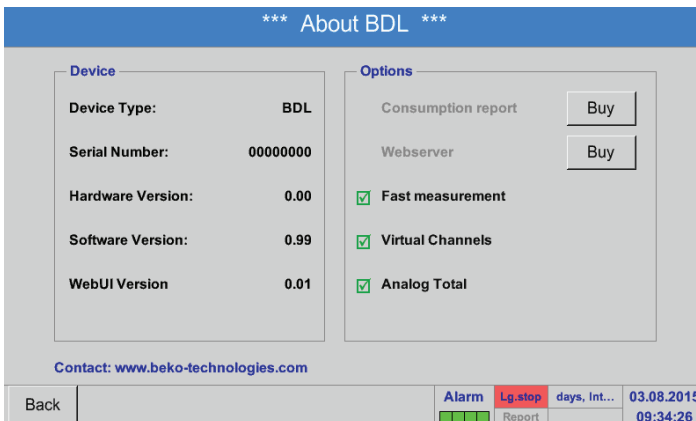 *** About BDL ***
Device
Device Type: BDL
Serial Number: 00000000
Hardware Version: 0.00
Software Version: 0.99
WebUI Version 0.01
Options
Consumption report Buy
Webserver Buy
Fast measurement
Virtual Channels
Analog Total
Contact: www.beko-technologies.com
Back
Alarm Lg.stop days, Int... 03.08.2015
Report 09:34:26